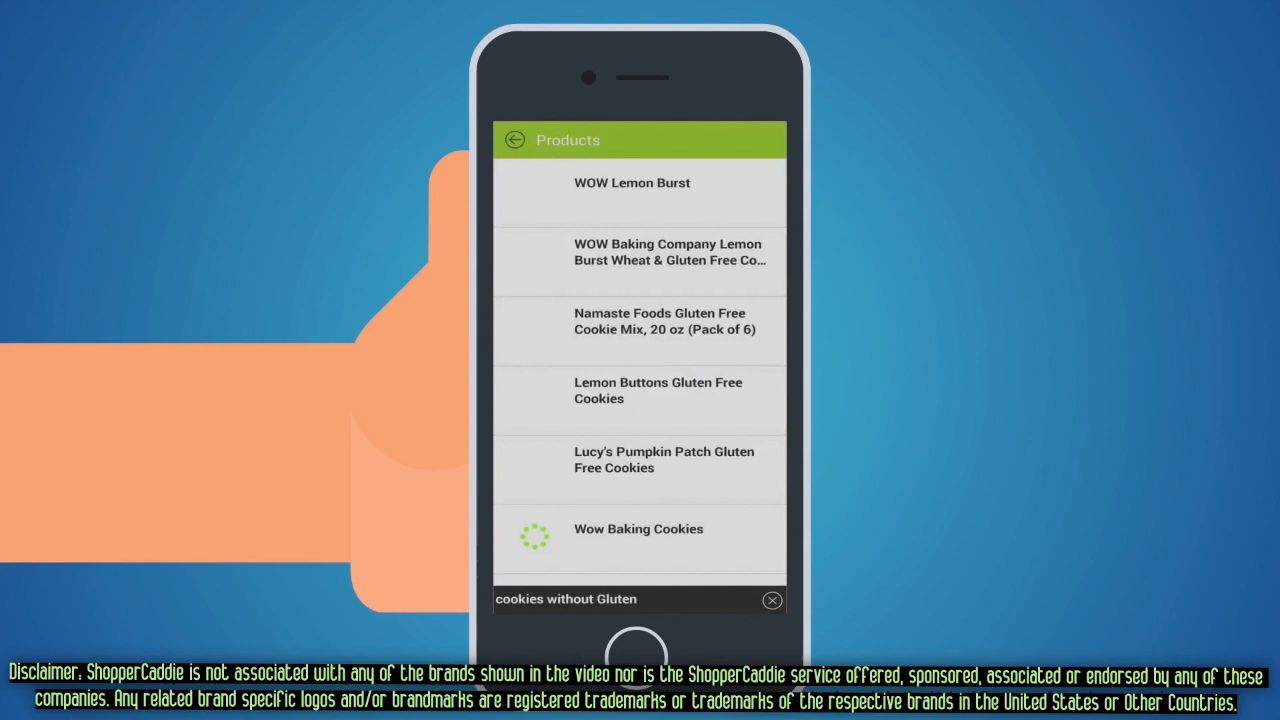 Products
WOW Lemon Burst
WOW Baking Company Lemon
Burst Wheat & Gluten Free Co...
Namaste Foods Gluten Free
Cookie Mix, 20 oz (Pack of 6)
Lemon Buttons Gluten Free
Cookies
Lucy's Pumpkin Patch Gluten
Free Cookies
Wow Baking Cookies
cookies without Gluten
Disclaimer: ShopperCaddie is not associated with any of the brands shown in the video nor is the ShopperCaddie service offered, sponsored, associated or endorsed by any of these
companies. Any related brand specific logos and/or brandmarks are registered trademarks or trademarks of the respective brands in the United States or Other Countries.